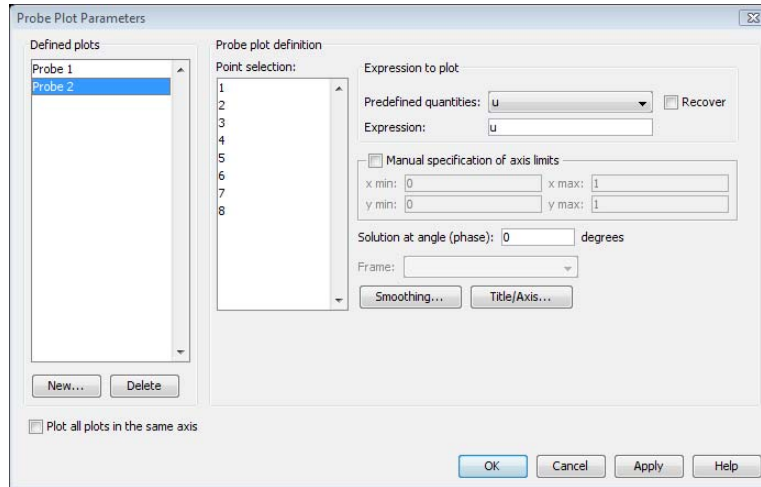 Probe Plot Parameters
Defined plots
Probe 1
Probe 2
New...
Delete
Plot all plots in the same axis
Probe plot definition
Point selection:
1
2
3
4
5
6
7
8
Expression to plot
Predefined quantities: u
Recover
Expression: u
Manual specification of axis limits
x min: 0 x max: 1
y min: 0 y max: 1
Solution at angle (phase): 0 degrees
Frame:
Smoothing... Title/Axis...
OK Cancel Apply Help